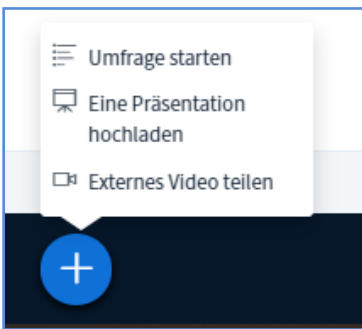 Umfrage starten
Eine Präsentation
hochladen
Externes Video teilen